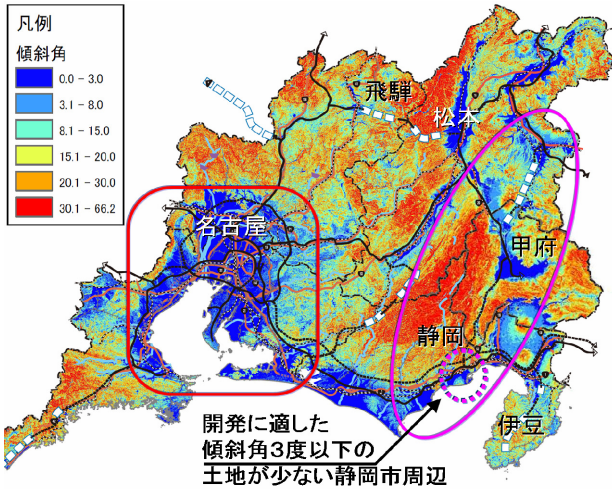 凡例
傾斜角
0.0 - 3.0
3.1 - 8.0
8.1 - 15.0
15.1 - 20.0
20.1 - 30.0
30.1 - 66.2
飛騨
松本
名古屋
甲府
静岡
伊豆
開発に適した
傾斜角3度以下の
土地が少ない静岡市周辺